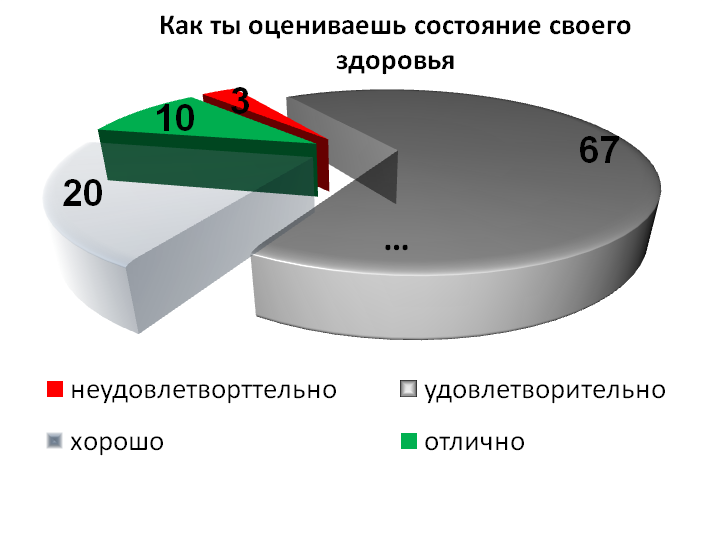 Как ты оцениваешь состояние своего
здоровья
3
10
67
20
...
неудовлетворттельно
удовлетворительно
хорошо
отлично